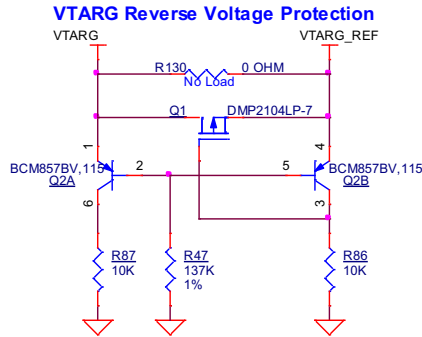 VTARG Reverse Voltage Protection
VTARG
VTARG_REF
R130
0 OHM
No Load
Q1
DMP2104LP-7
1
4
BCM857BV,115
Q2A
2
5
BCM857BV,115
Q2B
6
3
R87
10K
R47
137K
1%
R86
10K